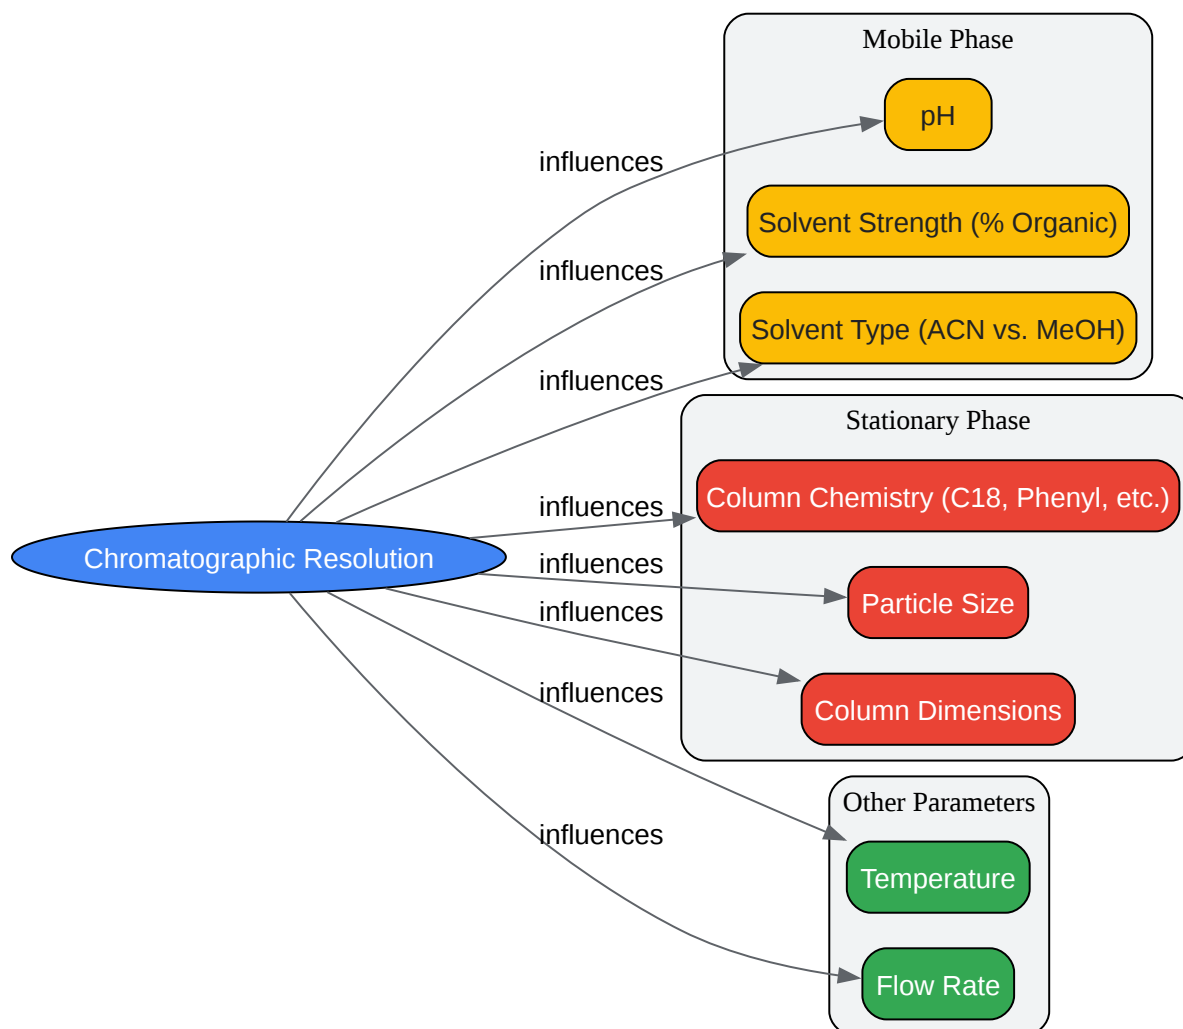 Mobile Phase
pH
influences
Solvent Strength (% Organic)
influences
Solvent Type (ACN vs. MeOH)
influences
Stationary Phase
Column Chemistry (C18, Phenyl, etc.)
influences
Chromatographic Resolution
influences
Particle Size
influences
Column Dimensions
influences
Other Parameters
influences
Temperature
Flow Rate